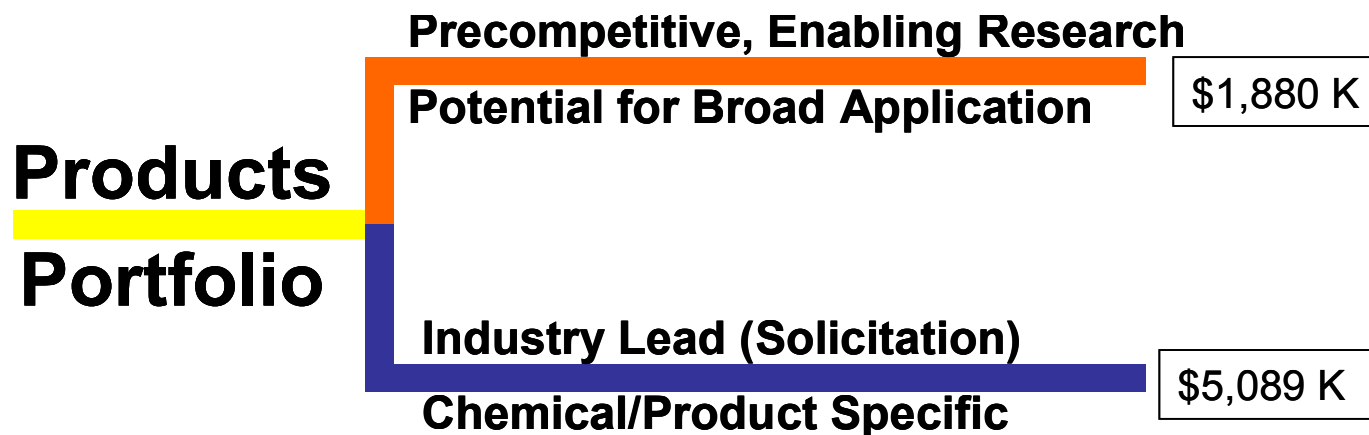 Products
Portfolio
Precompetitive, Enabling Research
Potential for Broad Application
$1,880 K
Industry Lead (Solicitation)
Chemical/Product Specific
$5,089 K